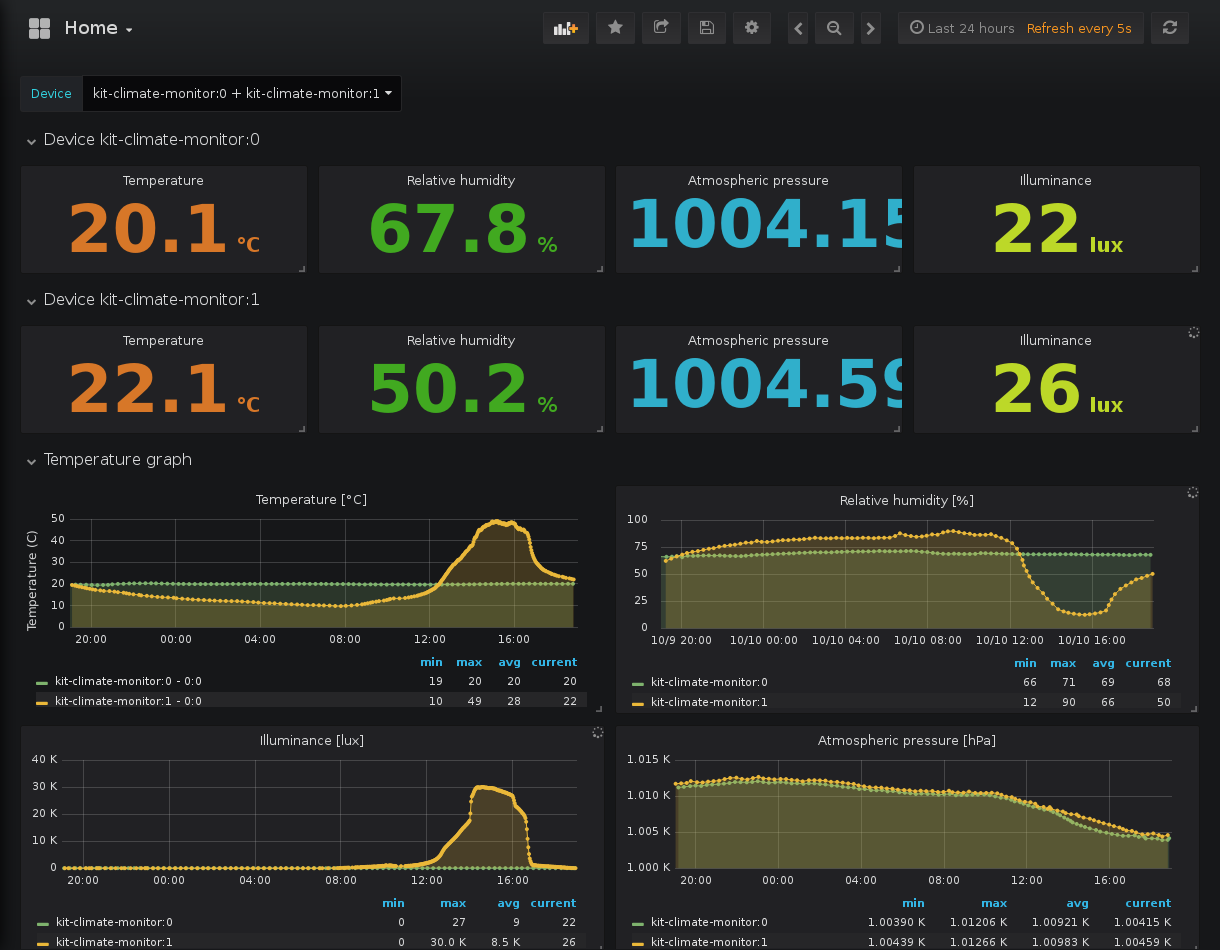 Home
Last 24 hours Refresh every 5s
Device kit-climate-monitor:0 + kit-climate-monitor:1
Device kit-climate-monitor:0
Temperature Relative humidity Atmospheric pressure Illuminance
20.1 °C 67.8 % 1004.15 22 lux
Device kit-climate-monitor:1
Temperature Relative humidity Atmospheric pressure Illuminance
22.1 °C 50.2 % 1004.59 26 lux
Temperature graph
Temperature [°C]
Temperature (C)
50
40
30
20
10
0
20:00 00:00 04:00 08:00 12:00 16:00
min max avg current
kit-climate-monitor:0 - 0:0 19 20 20 20
kit-climate-monitor:1 - 0:0 10 49 28 22
Relative humidity [%]
100
75
50
25
0
10/9 20:00 10/10 00:00 10/10 04:00 10/10 08:00 10/10 12:00 10/10 16:00
min max avg current
kit-climate-monitor:0 66 71 69 68
kit-climate-monitor:1 12 90 66 50
Illuminance [lux]
40 K
30 K
20 K
10 K
0
20:00 00:00 04:00 08:00 12:00 16:00
min max avg current
kit-climate-monitor:0 0 27 9 22
kit-climate-monitor:1 0 30.0 K 8.5 K 26
Atmospheric pressure [hPa]
1.015 K
1.010 K
1.005 K
1.000 K
20:00 00:00 04:00 08:00 12:00 16:00
min max avg current
kit-climate-monitor:0 1.00390 K 1.01206 K 1.00921 K 1.00415 K
kit-climate-monitor:1 1.00439 K 1.01266 K 1.00983 K 1.00459 K